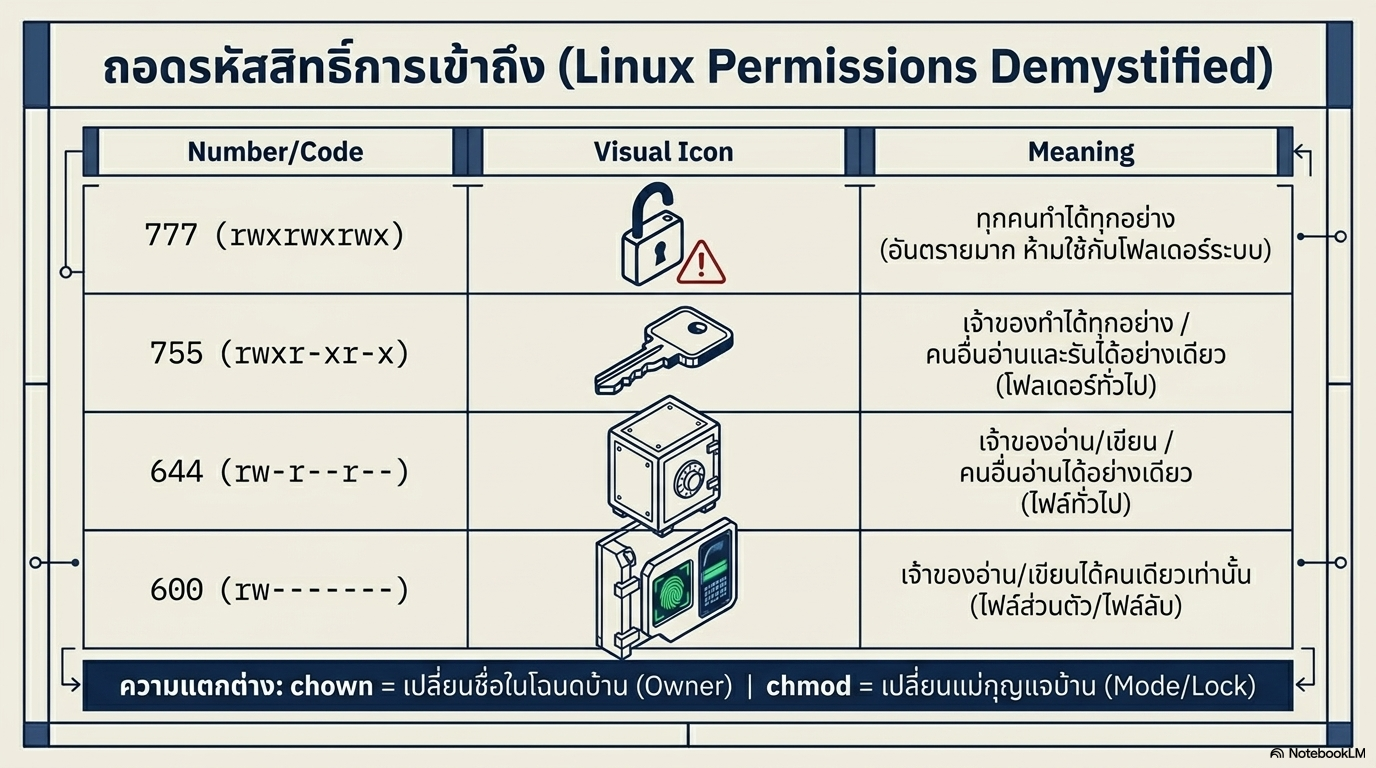 ถอดรหัสสิทธิ์การเข้าถึง (Linux Permissions Demystified)
Number/Code
Visual Icon
Meaning
777 (rwxrwxrwx)
ทุกคนทำได้ทุกอย่าง
(อันตรายมาก ห้ามใช้กับโฟลเดอร์ระบบ)
755 (rwxr-xr-x)
เจ้าของทำได้ทุกอย่าง /
คนอื่นอ่านและรันได้อย่างเดียว
(โฟลเดอร์ทั่วไป)
644 (rw-r--r--)
เจ้าของอ่าน/เขียน /
คนอื่นอ่านได้อย่างเดียว
(ไฟล์ทั่วไป)
600 (rw-------)
เจ้าของอ่าน/เขียนได้คนเดียวเท่านั้น
(ไฟล์ส่วนตัว/ไฟล์ลับ)
ความแตกต่าง: chown = เปลี่ยนชื่อในโฉนดบ้าน (Owner) | chmod = เปลี่ยนแม่กุญแจบ้าน (Mode/Lock)
NotebookLM